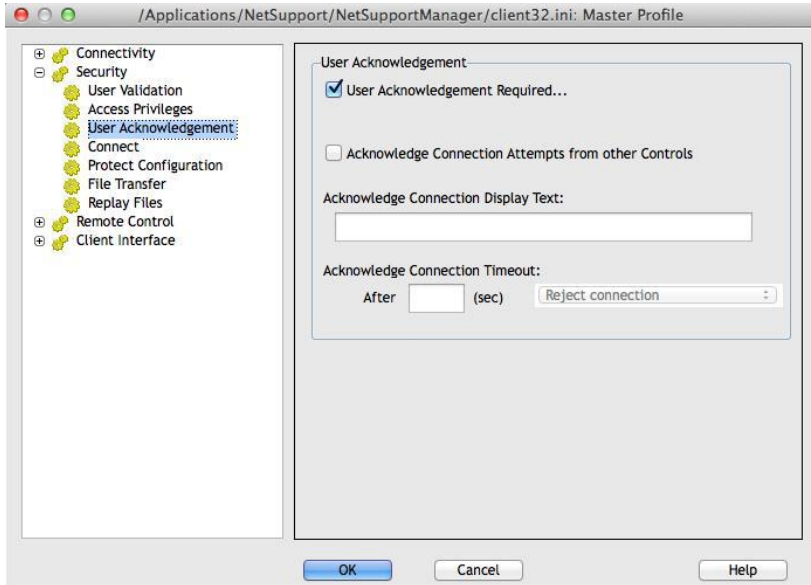 /Applications/NetSupport/NetSupportManager/client32.ini: Master Profile
Connectivity
Security
User Validation
Access Privileges
User Acknowledgement
Connect
Protect Configuration
File Transfer
Replay Files
Remote Control
Client Interface
User Acknowledgement
User Acknowledgement Required...
Acknowledge Connection Attempts from other Controls
Acknowledge Connection Display Text:
Acknowledge Connection Timeout:
After (sec) Reject connection
OK Cancel Help